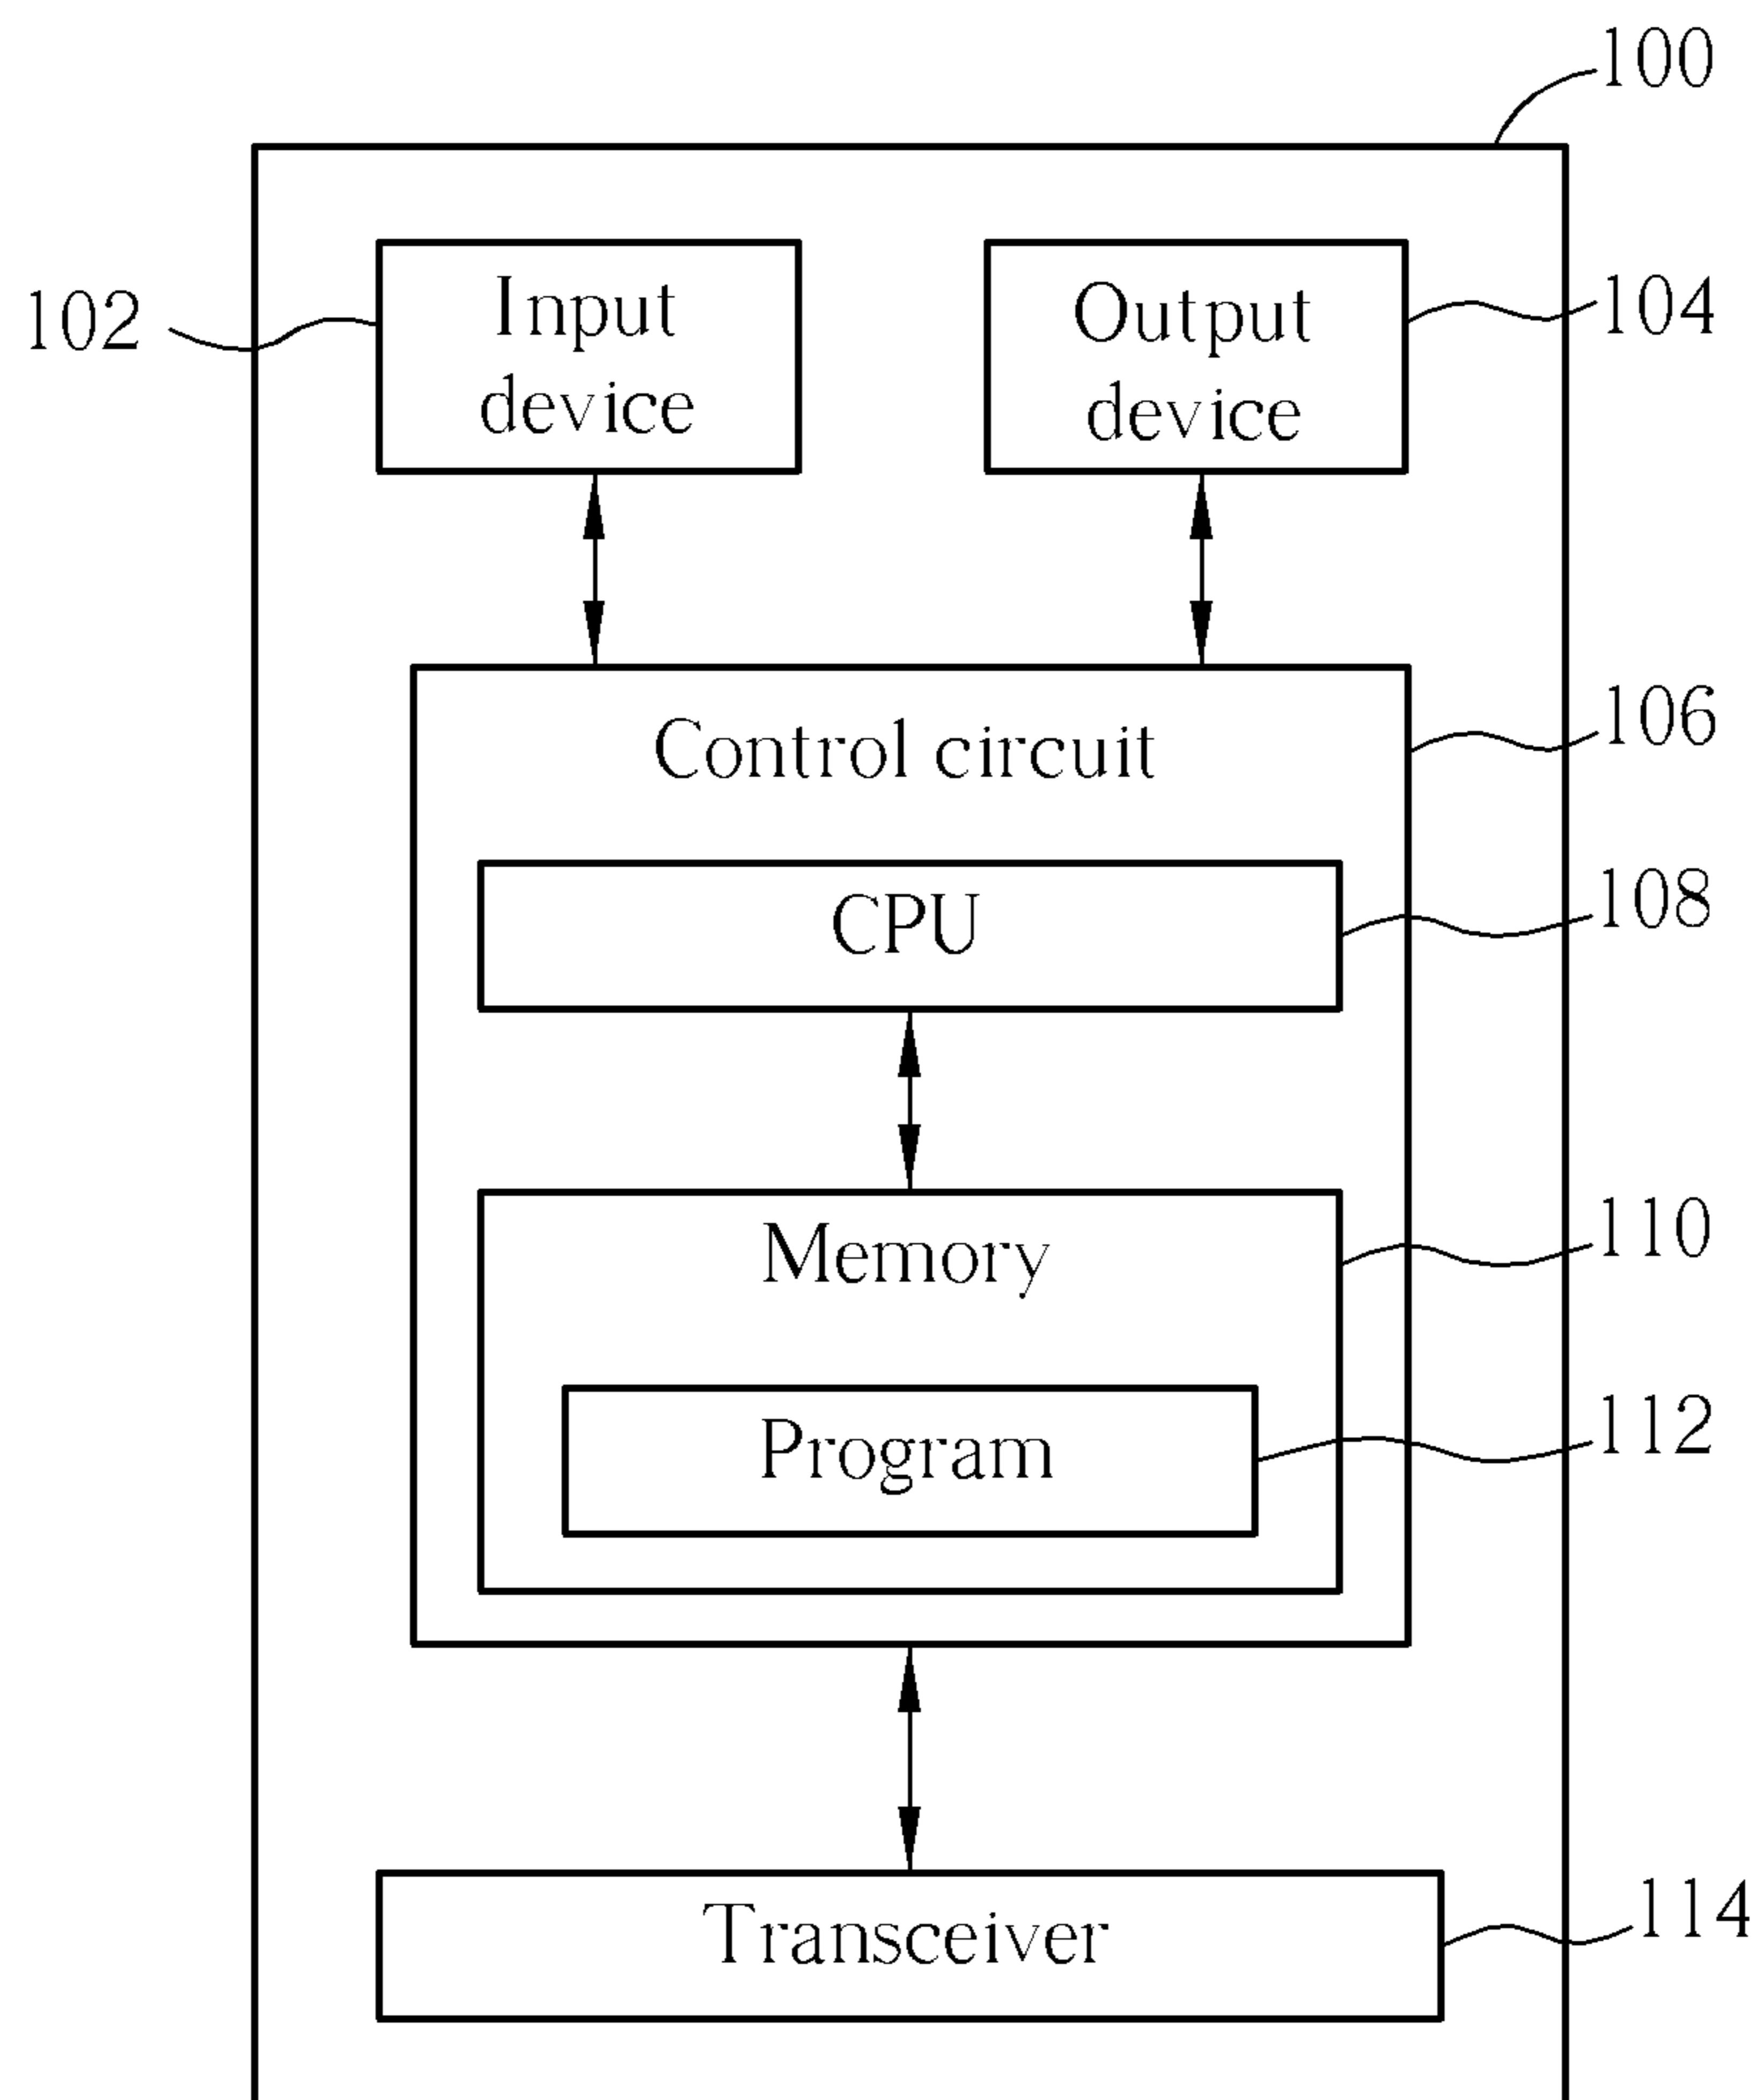 100
Input
device
102
Output
device
104
Control circuit
106
CPU
108
Memory
110
Program
112
Transceiver
114